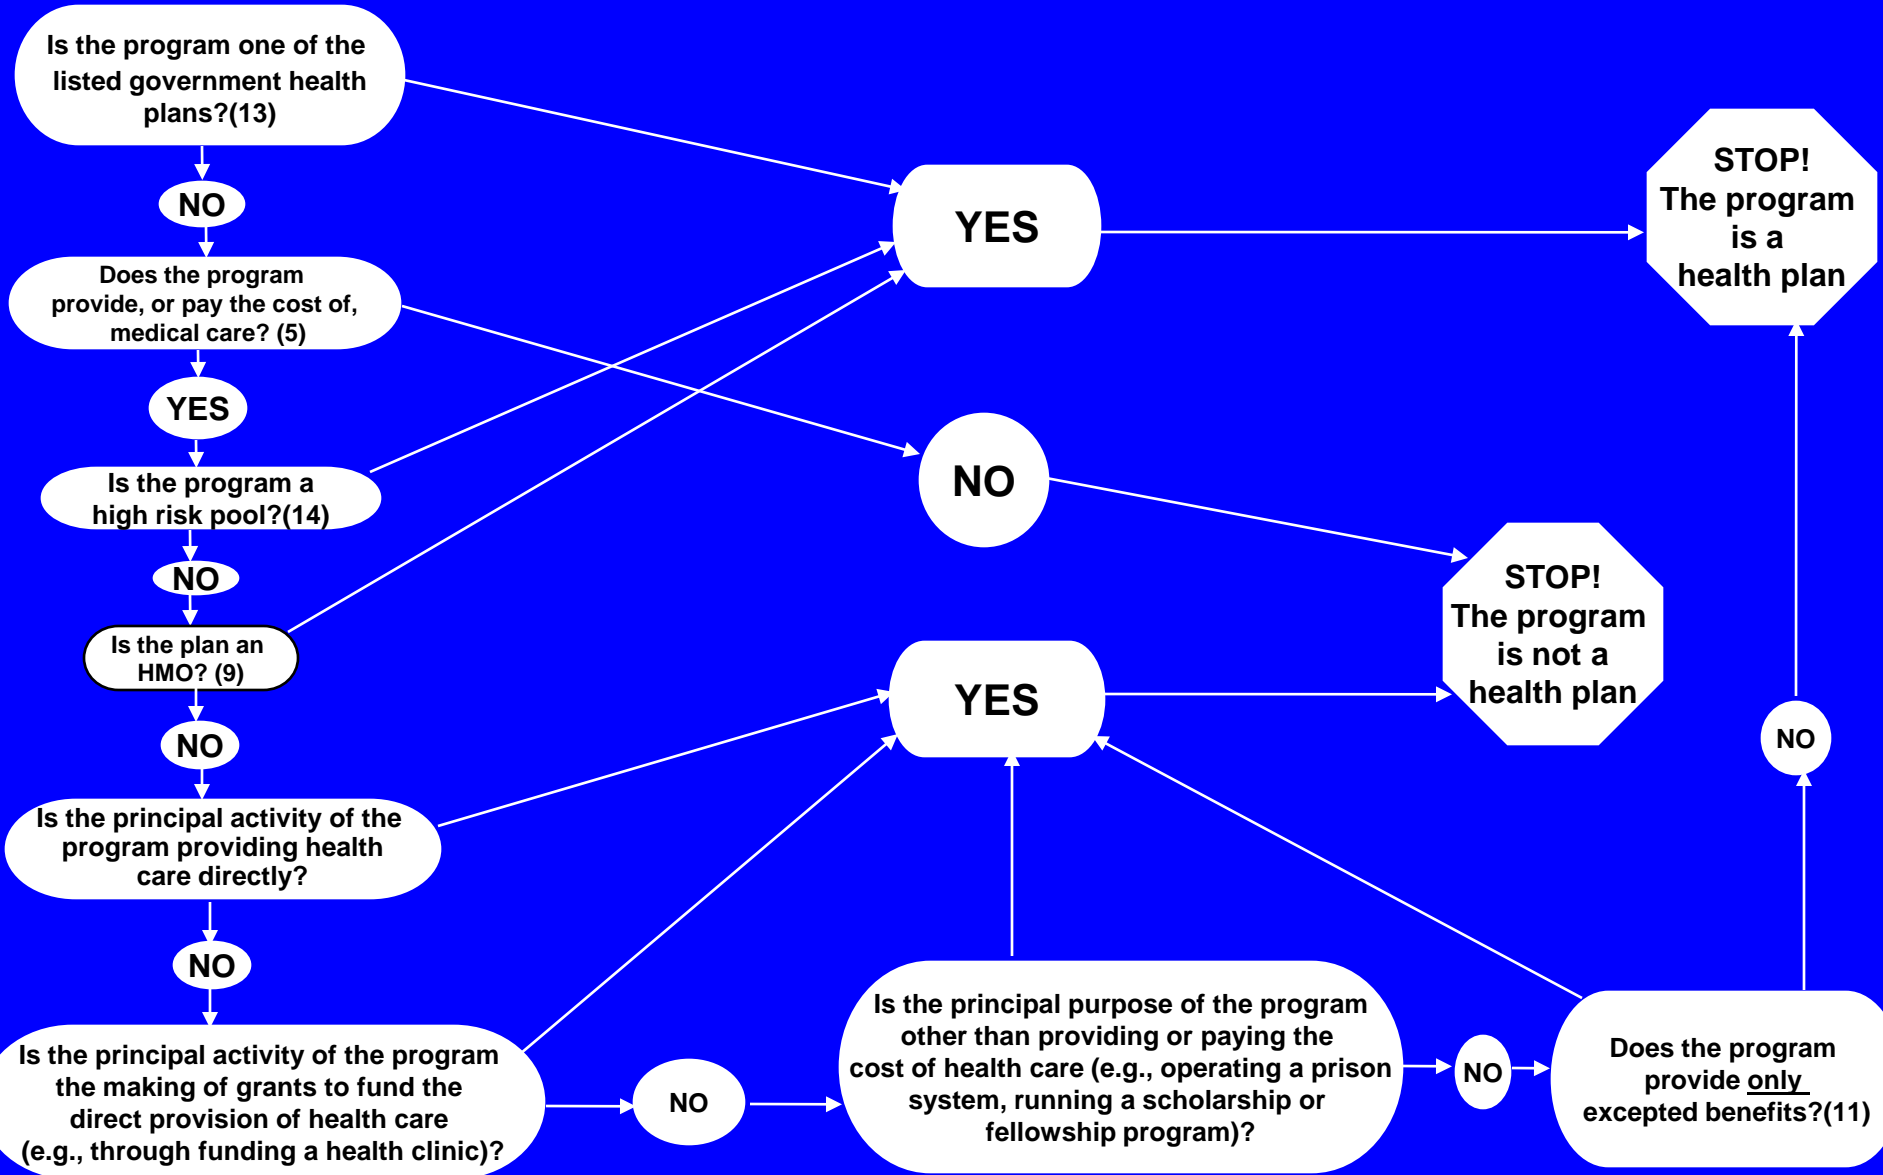 Is the program one of the
listed government health
plans?(13)
NO
Does the program
provide, or pay the cost of,
medical care? (5)
YES
Is the program a
high risk pool?(14)
NO
Is the plan an
HMO? (9)
NO
Is the principal activity of the
program providing health
care directly?
NO
Is the principal activity of the program
the making of grants to fund the
direct provision of health care
(e.g., through funding a health clinic)?
NO
Is the principal purpose of the program
other than providing or paying the
cost of health care (e.g., operating a prison
system, running a scholarship or
fellowship program)?
NO
Does the program
provide only
excepted benefits?(11)
NO
YES
STOP!
The program
is a
health plan
NO
STOP!
The program
is not a
health plan
YES